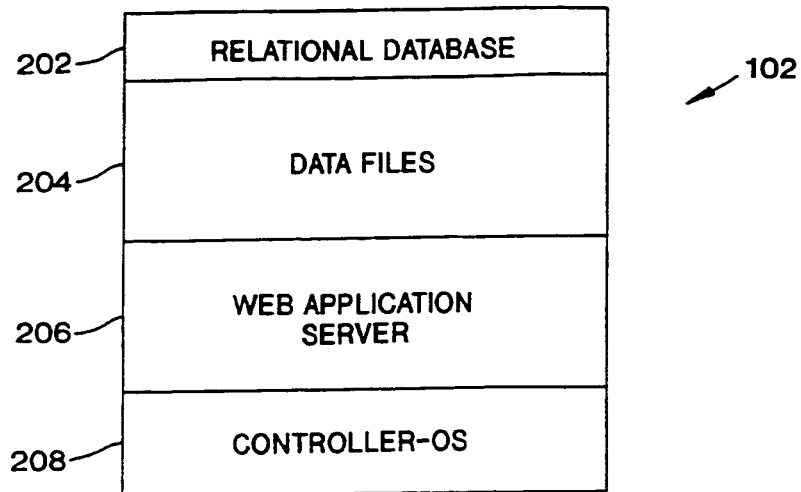 RELATIONAL DATABASE
202
102
DATA FILES
204
WEB APPLICATION
SERVER
206
CONTROLLER-OS
208